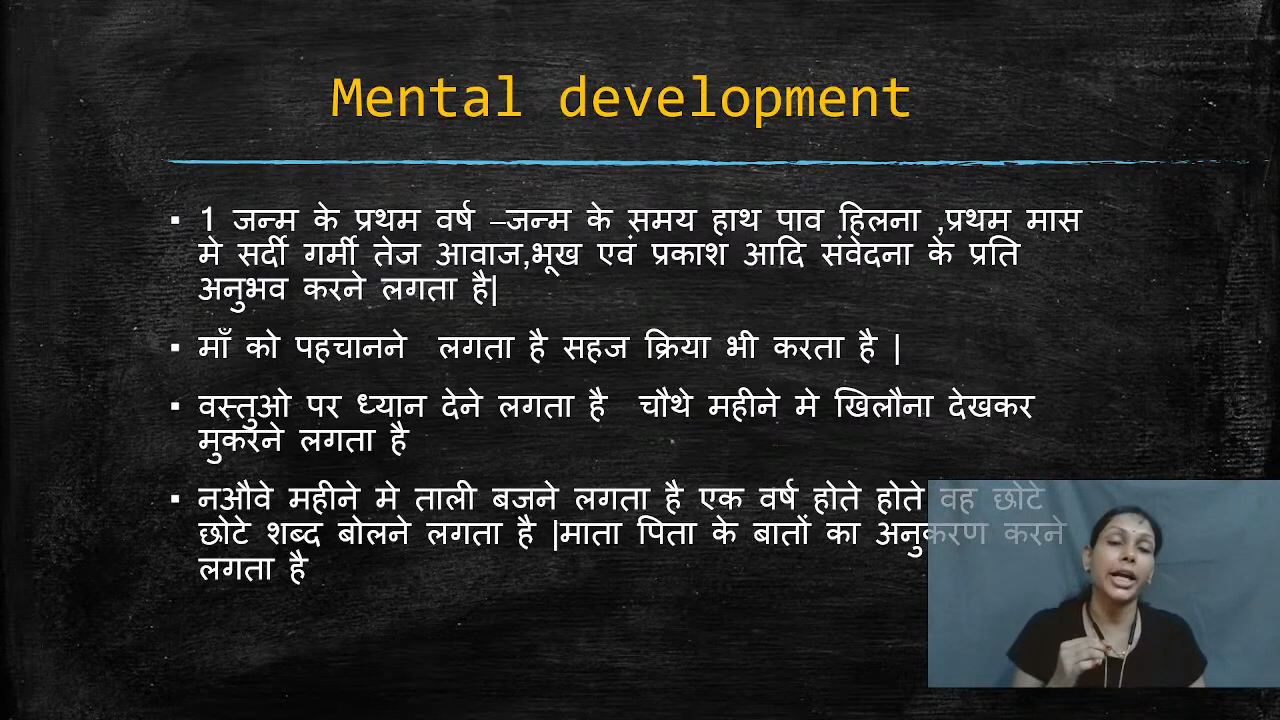 Mental development
▪ 1 जन्म के प्रथम वर्ष –जन्म के समय हाथ पाव हिलना ,प्रथम मास
मे सर्दी गर्मी तेज आवाज,भूख एवं प्रकाश आदि संवेदना के प्रति
अनुभव करने लगता है|
▪ माँ को पहचानने लगता है सहज क्रिया भी करता है |
▪ वस्तुओ पर ध्यान देने लगता है चौथे महीने मे खिलौना देखकर
मुकरने लगता है
▪ नऔवे महीने मे ताली बजने लगता है एक वर्ष होते होते वह छोटे
छोटे शब्द बोलने लगता है |माता पिता के बातों का अनुकरण करने
लगता है